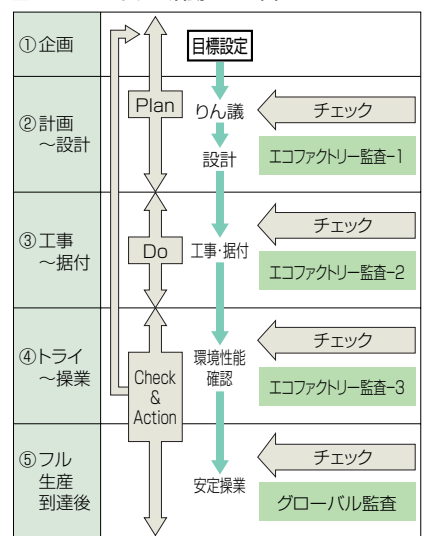 ①企画
目標設定
②計画
～設計
Plan
りん議
設計
チェック
エコファクトリー監査-1
③工事
～据付
Do
工事・据付
チェック
エコファクトリー監査-2
④トライ
～操業
Check
&
Action
環境性能
確認
チェック
エコファクトリー監査-3
⑤フル
生産
到達後
安定操業
チェック
グローバル監査